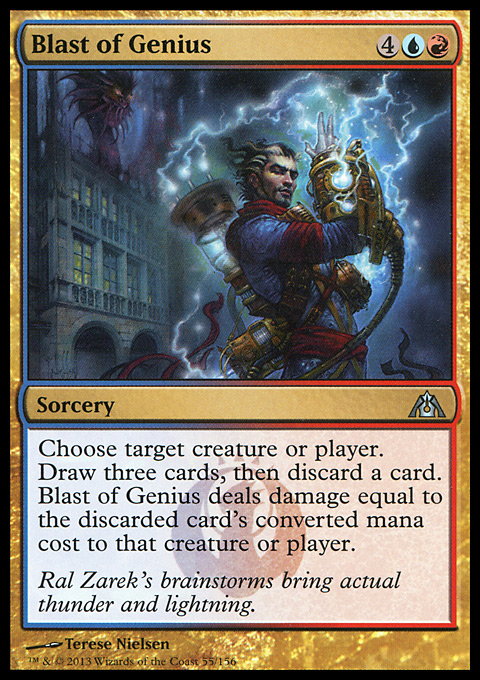 Blast of Genius 4
Sorcery
Choose target creature or player.
Draw three cards, then discard a card.
Blast of Genius deals damage equal to
the discarded card's converted mana
cost to that creature or player.
Ral Zarek's brainstorms bring actual
thunder and lightning.
Terese Nielsen
™ & © 2013 Wizards of the Coast 55/156